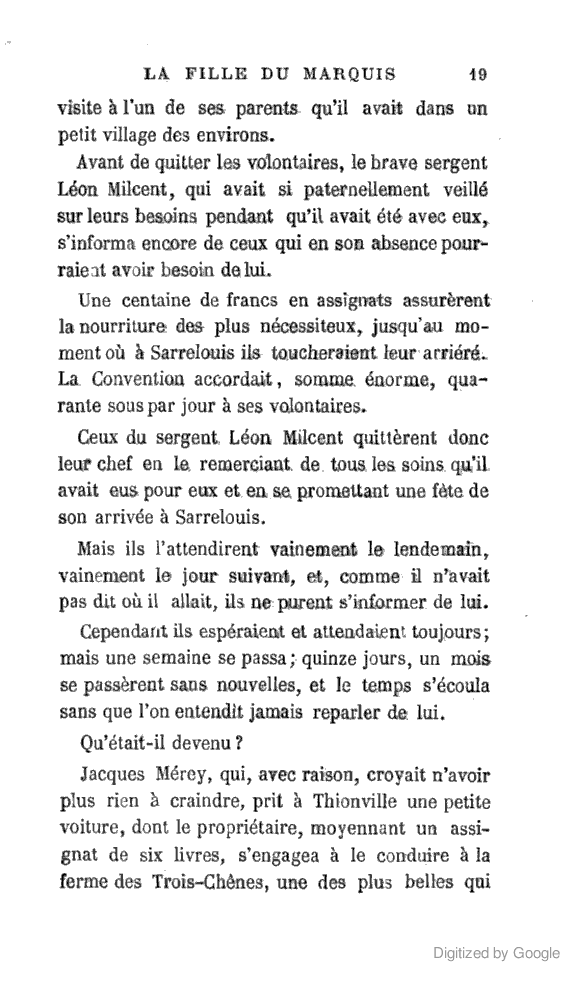 LA FILLE DU MARQUIS 19
visite à l'un de ses parents qu'il avait dans un
petit village des environs.
Avant de quitter les volontaires, le brave sergent
Léon Milcent, qui avait si paternellement veillé
sur leurs besoins pendant qu'il avait été avec eux,
s'informa encore de ceux qui en son absence pour-
raient avoir besoin de lui.
Une centaine de francs en assignats assurèrent
la nourriture des plus nécessiteux, jusqu'au mo-
ment où à Sarrelouis ils toucheraient leur arriéré.
La Convention accordait, somme énorme, qua-
rante sous par jour à ses volontaires.
Ceux du sergent Léon Milcent quittèrent donc
leur chef en le remerciant de tous les soins qu'il
avait eus pour eux et en se promettant une fête de
son arrivée à Sarrelouis.
Mais ils l'attendirent vainement le lendemain,
vainement le jour suivant, et, comme il n'avait
pas dit où il allait, ils ne purent s'informer de lui.
Cependant ils espéraient et attendaient toujours;
mais une semaine se passa; quinze jours, un mois
se passèrent sans nouvelles, et le temps s'écoula
sans que l'on entendit jamais reparler de lui.
Qu'était-il devenu?
Jacques Mérey, qui, avec raison, croyait n'avoir
plus rien à craindre, prit à Thionville une petite
voiture, dont le propriétaire, moyennant un assi-
gnat de six livres, s'engagea à le conduire à la
ferme des Trois-Chênes, une des plus belles qui
Digitized by Google